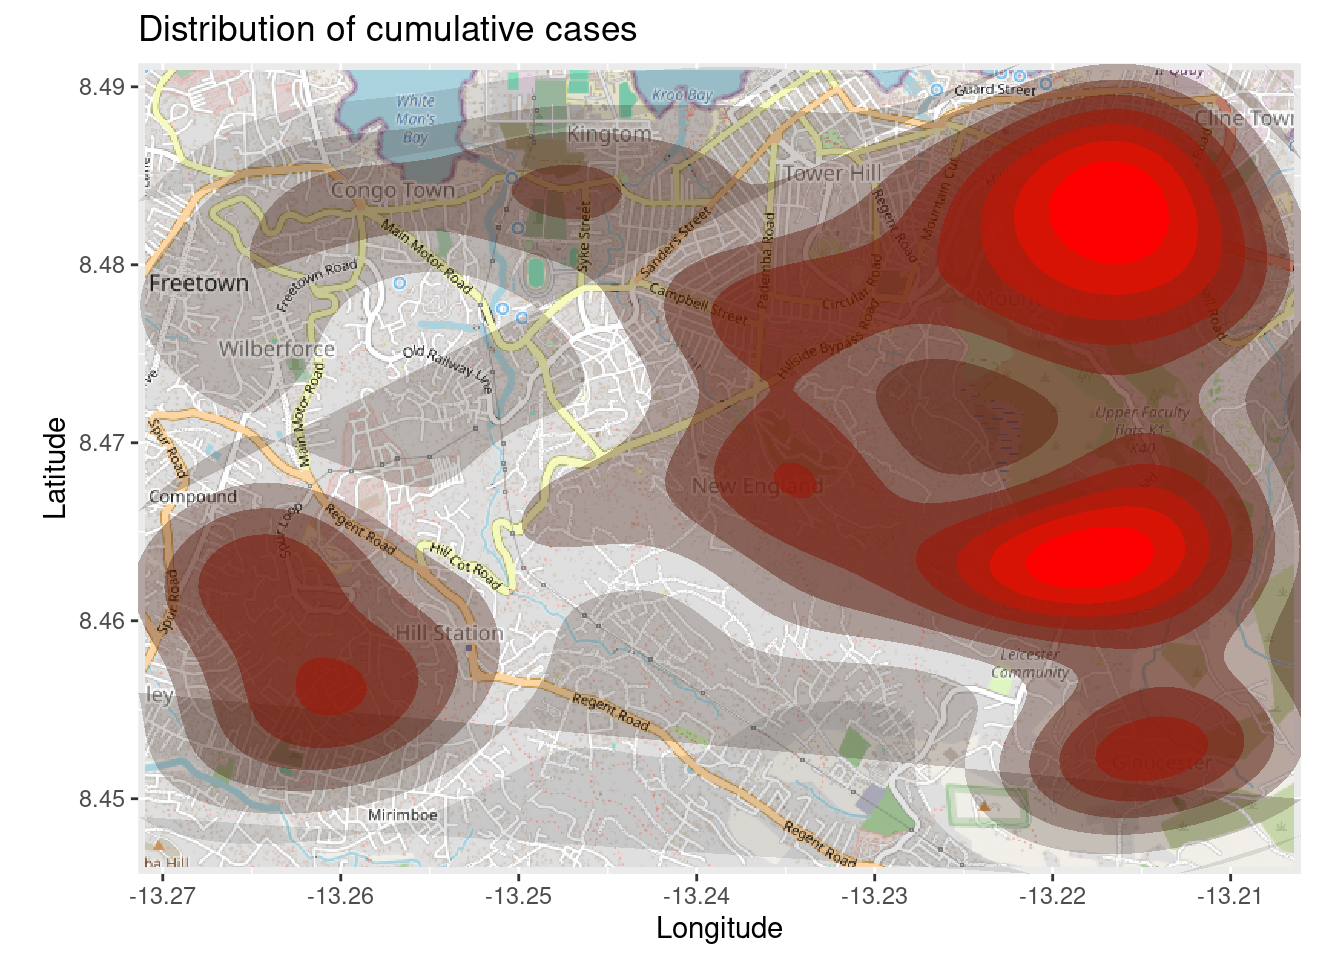 Distribution of cumulative cases
8.49
8.48
8.47
8.46
8.45
Latitude
White
Man's
Bay
Kroo Bay
Guard Street
Cline Town
Kingtom
Tower Hill
Congo Town
Main Motor Road
Syke Street
Sanders Street
Pademba Road
Regent Road
Mountain Cut
Freetown
Freetown Road
Campbell Street
Circular Road
Wilberforce
Old Railway Line
Hillside Bypass Road
Main Motor Road
Spur Road
Upper Faculty
flats K1-
K40
Compound
New England
Spur Loop
Regent Road
Hill Cot Road
Spur Road
Hill Station
Leicester
Community
ley
Regent Road
Gloucester
Mirimboe
Regent Road
ba Hill
-13.27
-13.26
-13.25
-13.24
-13.23
-13.22
-13.21
Longitude